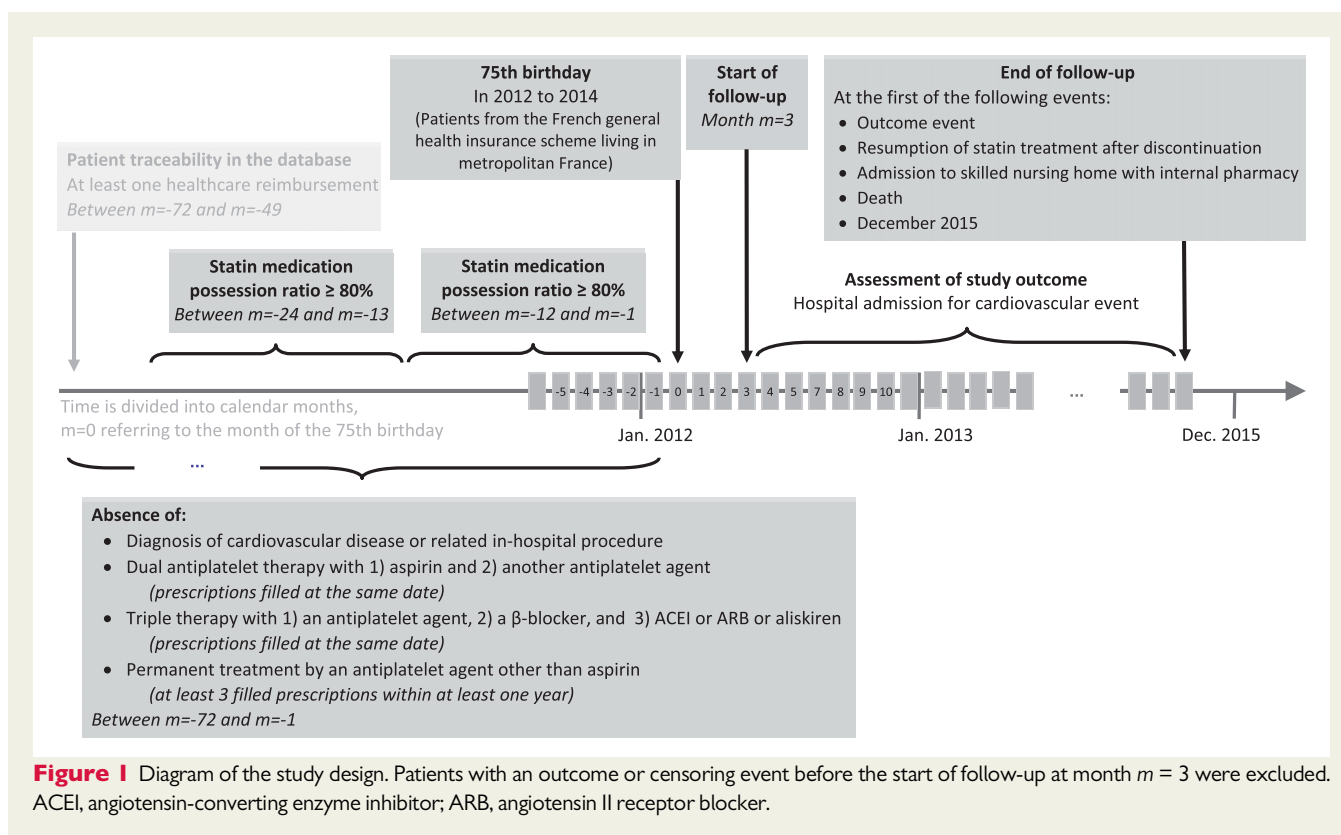 75th birthday
In 2012 to 2014
(Patients from the French general
health insurance scheme living in
metropolitan France)
Start of
follow-up
Month m=3
End of follow-up
At the first of the following events:
• Outcome event
• Resumption of statin treatment after discontinuation
• Admission to skilled nursing home with internal pharmacy
• Death
• December 2015
Patient traceability in the database
At least one healthcare reimbursement
Between m=-72 and m=-49
Statin medication
possession ratio ≥ 80%
Between m=-24 and m=-13
Statin medication
possession ratio ≥ 80%
Between m=-12 and m=-1
Assessment of study outcome
Hospital admission for cardiovascular event
-5 -4 -3 -2 -1 0 1 2 3 4 5 7 8 9 10 ...
Time is divided into calendar months,
m=0 referring to the month of the 75th birthday
Jan. 2012 Jan. 2013 Dec. 2015
...
Absence of:
• Diagnosis of cardiovascular disease or related in-hospital procedure
• Dual antiplatelet therapy with 1) aspirin and 2) another antiplatelet agent
(prescriptions filled at the same date)
• Triple therapy with 1) an antiplatelet agent, 2) a β-blocker, and 3) ACEI or ARB or aliskiren
(prescriptions filled at the same date)
• Permanent treatment by an antiplatelet agent other than aspirin
(at least 3 filled prescriptions within at least one year)
Between m=-72 and m=-1
Figure 1 Diagram of the study design. Patients with an outcome or censoring event before the start of follow-up at month m = 3 were excluded.
ACEI, angiotensin-converting enzyme inhibitor; ARB, angiotensin II receptor blocker.